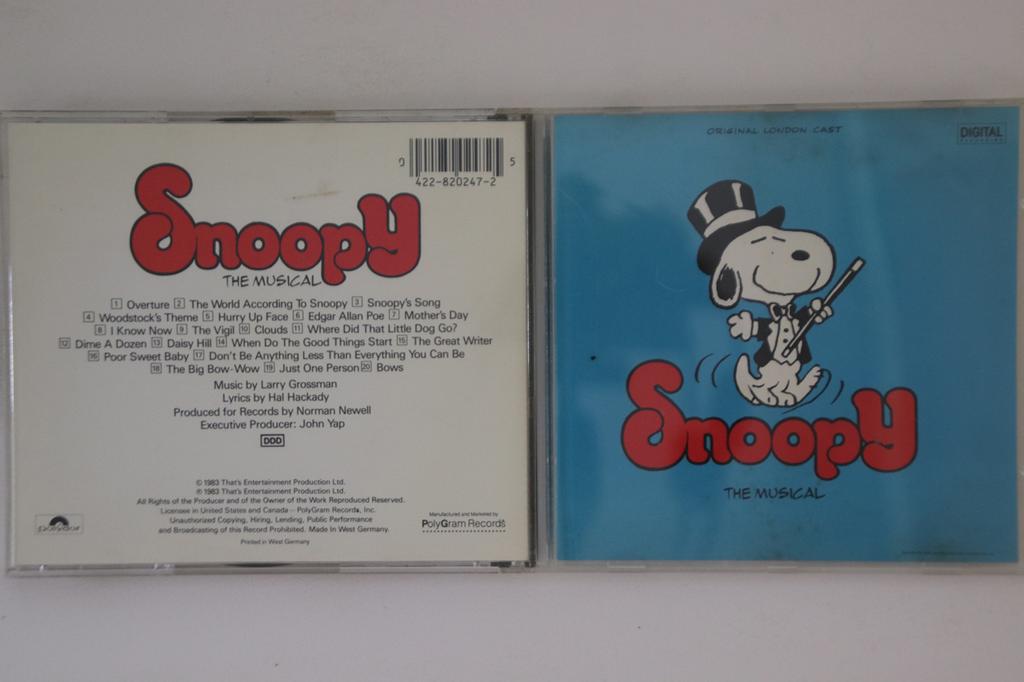 0 5
422-820247-2
Snoopy
THE MUSICAL
1 Overture 2 The World According To Snoopy 3 Snoopy's Song
4 Woodstock's Theme 5 Hurry Up Face 6 Edgar Allan Poe 7 Mother's Day
8 I Know Now 9 The Vigil 10 Clouds 11 Where Did That Little Dog Go?
12 Dime A Dozen 13 Daisy Hill 14 When Do The Good Things Start 15 The Great Writer
16 Poor Sweet Baby 17 Don't Be Anything Less Than Everything You Can Be
18 The Big Bow-Wow 19 Just One Person 20 Bows
Music by Larry Grossman
Lyrics by Hal Hackady
Produced for Records by Norman Newell
Executive Producer: John Yap
DDD
© 1983 That's Entertainment Production Ltd.
℗ 1983 That's Entertainment Production Ltd.
All Rights of the Producer and of the Owner of the Work Reproduced Reserved.
Licensee in United States and Canada – PolyGram Records, Inc.
Unauthorized Copying, Hiring, Lending, Public Performance
and Broadcasting of this Record Prohibited. Made In West Germany.
Printed in West Germany
polydor
Manufactured and Marketed by
PolyGram Records
ORIGINAL LONDON CAST
DIGITAL
RECORDING
Snoopy
THE MUSICAL